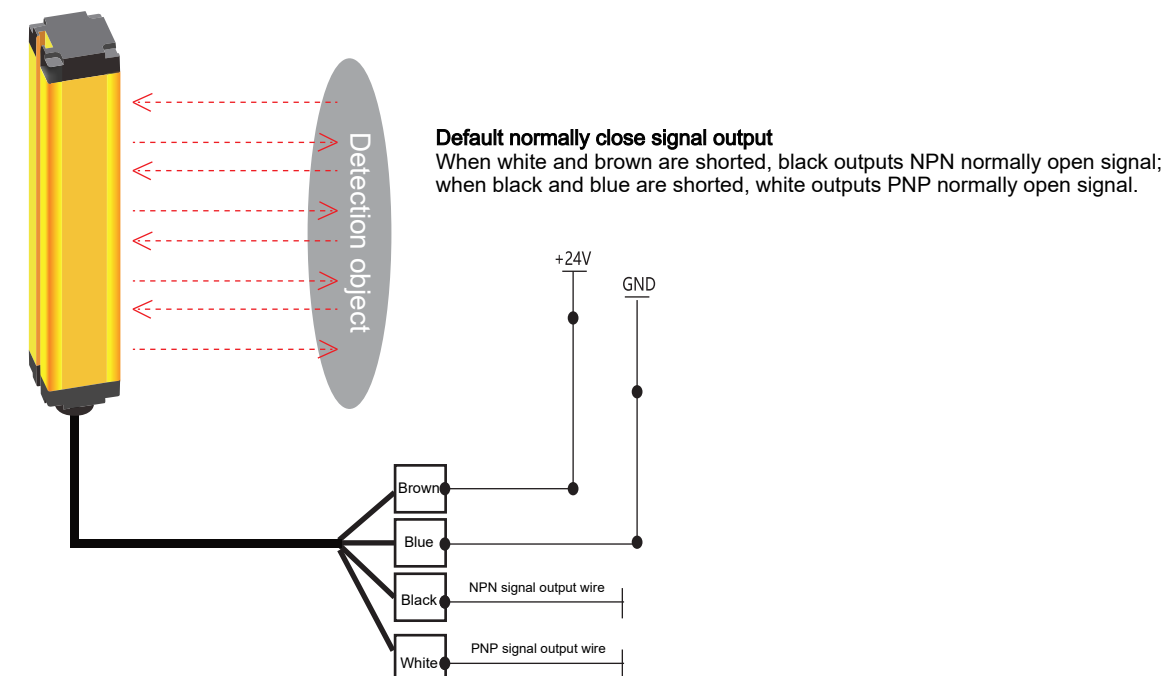 Detection object
Default normally close signal output
When white and brown are shorted, black outputs NPN normally open signal;
when black and blue are shorted, white outputs PNP normally open signal.
+24V
GND
Brown
Blue
Black
NPN signal output wire
White
PNP signal output wire